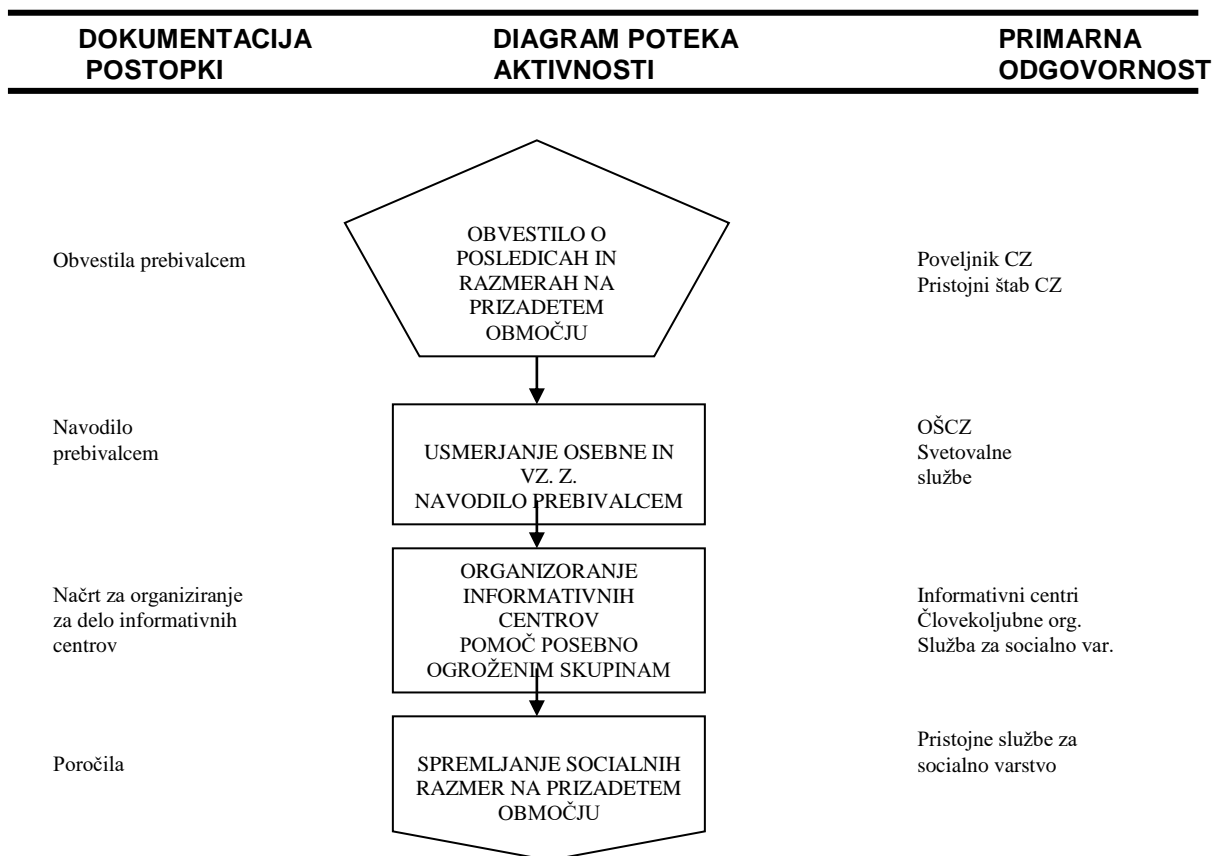 DOKUMENTACIJA
POSTOPKI
DIAGRAM POTEKA
AKTIVNOSTI
PRIMARNA
ODGOVORNOST
Obvestila prebivalcem
OBVESTILO O
POSLEDICAH IN
RAZMERAH NA
PRIZADETEM
OBMOČJU
Poveljnik CZ
Pristojni štab CZ
Navodilo
prebivalcem
USMERJANJE OSEBNE IN
VZ. Z.
NAVODILO PREBIVALCEM
OŠCZ
Svetovalne
službe
Načrt za organiziranje
za delo informativnih
centrov
ORGANIZORANJE
INFORMATIVNIH
CENTROV
POMOČ POSEBNO
OGROŽENIM SKUPINAM
Informativni centri
Človekoljubne org.
Služba za socialno var.
Poročila
SPREMLJANJE SOCIALNIH
RAZMER NA PRIZADETEM
OBMOČJU
Pristojne službe za
socialno varstvo